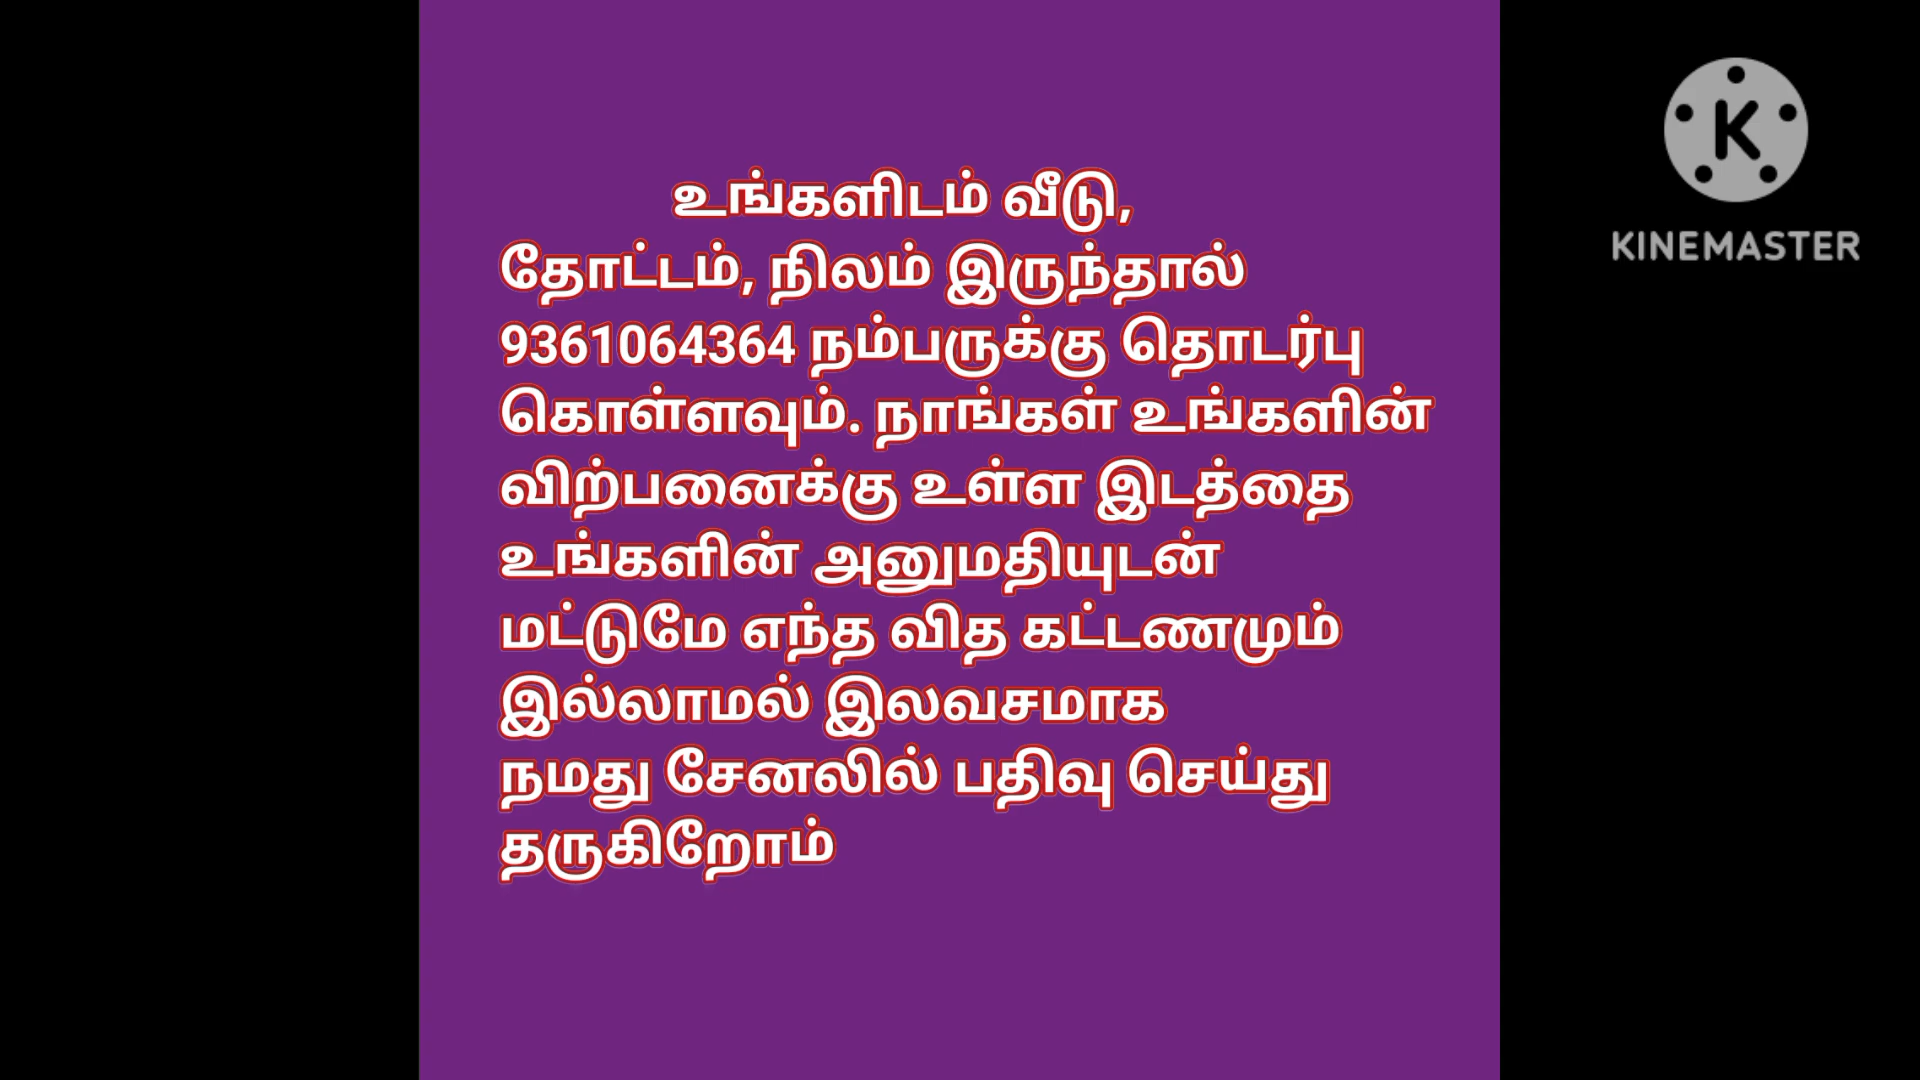 உங்களிடம் வீடு,
தோட்டம், நிலம் இருந்தால்
9361064364 நம்பருக்கு தொடர்பு
கொள்ளவும். நாங்கள் உங்களின்
விற்பனைக்கு உள்ள இடத்தை
உங்களின் அனுமதியுடன்
மட்டுமே எந்த வித கட்டணமும்
இல்லாமல் இலவசமாக
நமது சேனலில் பதிவு செய்து
தருகிறோம்
K
KINEMASTER